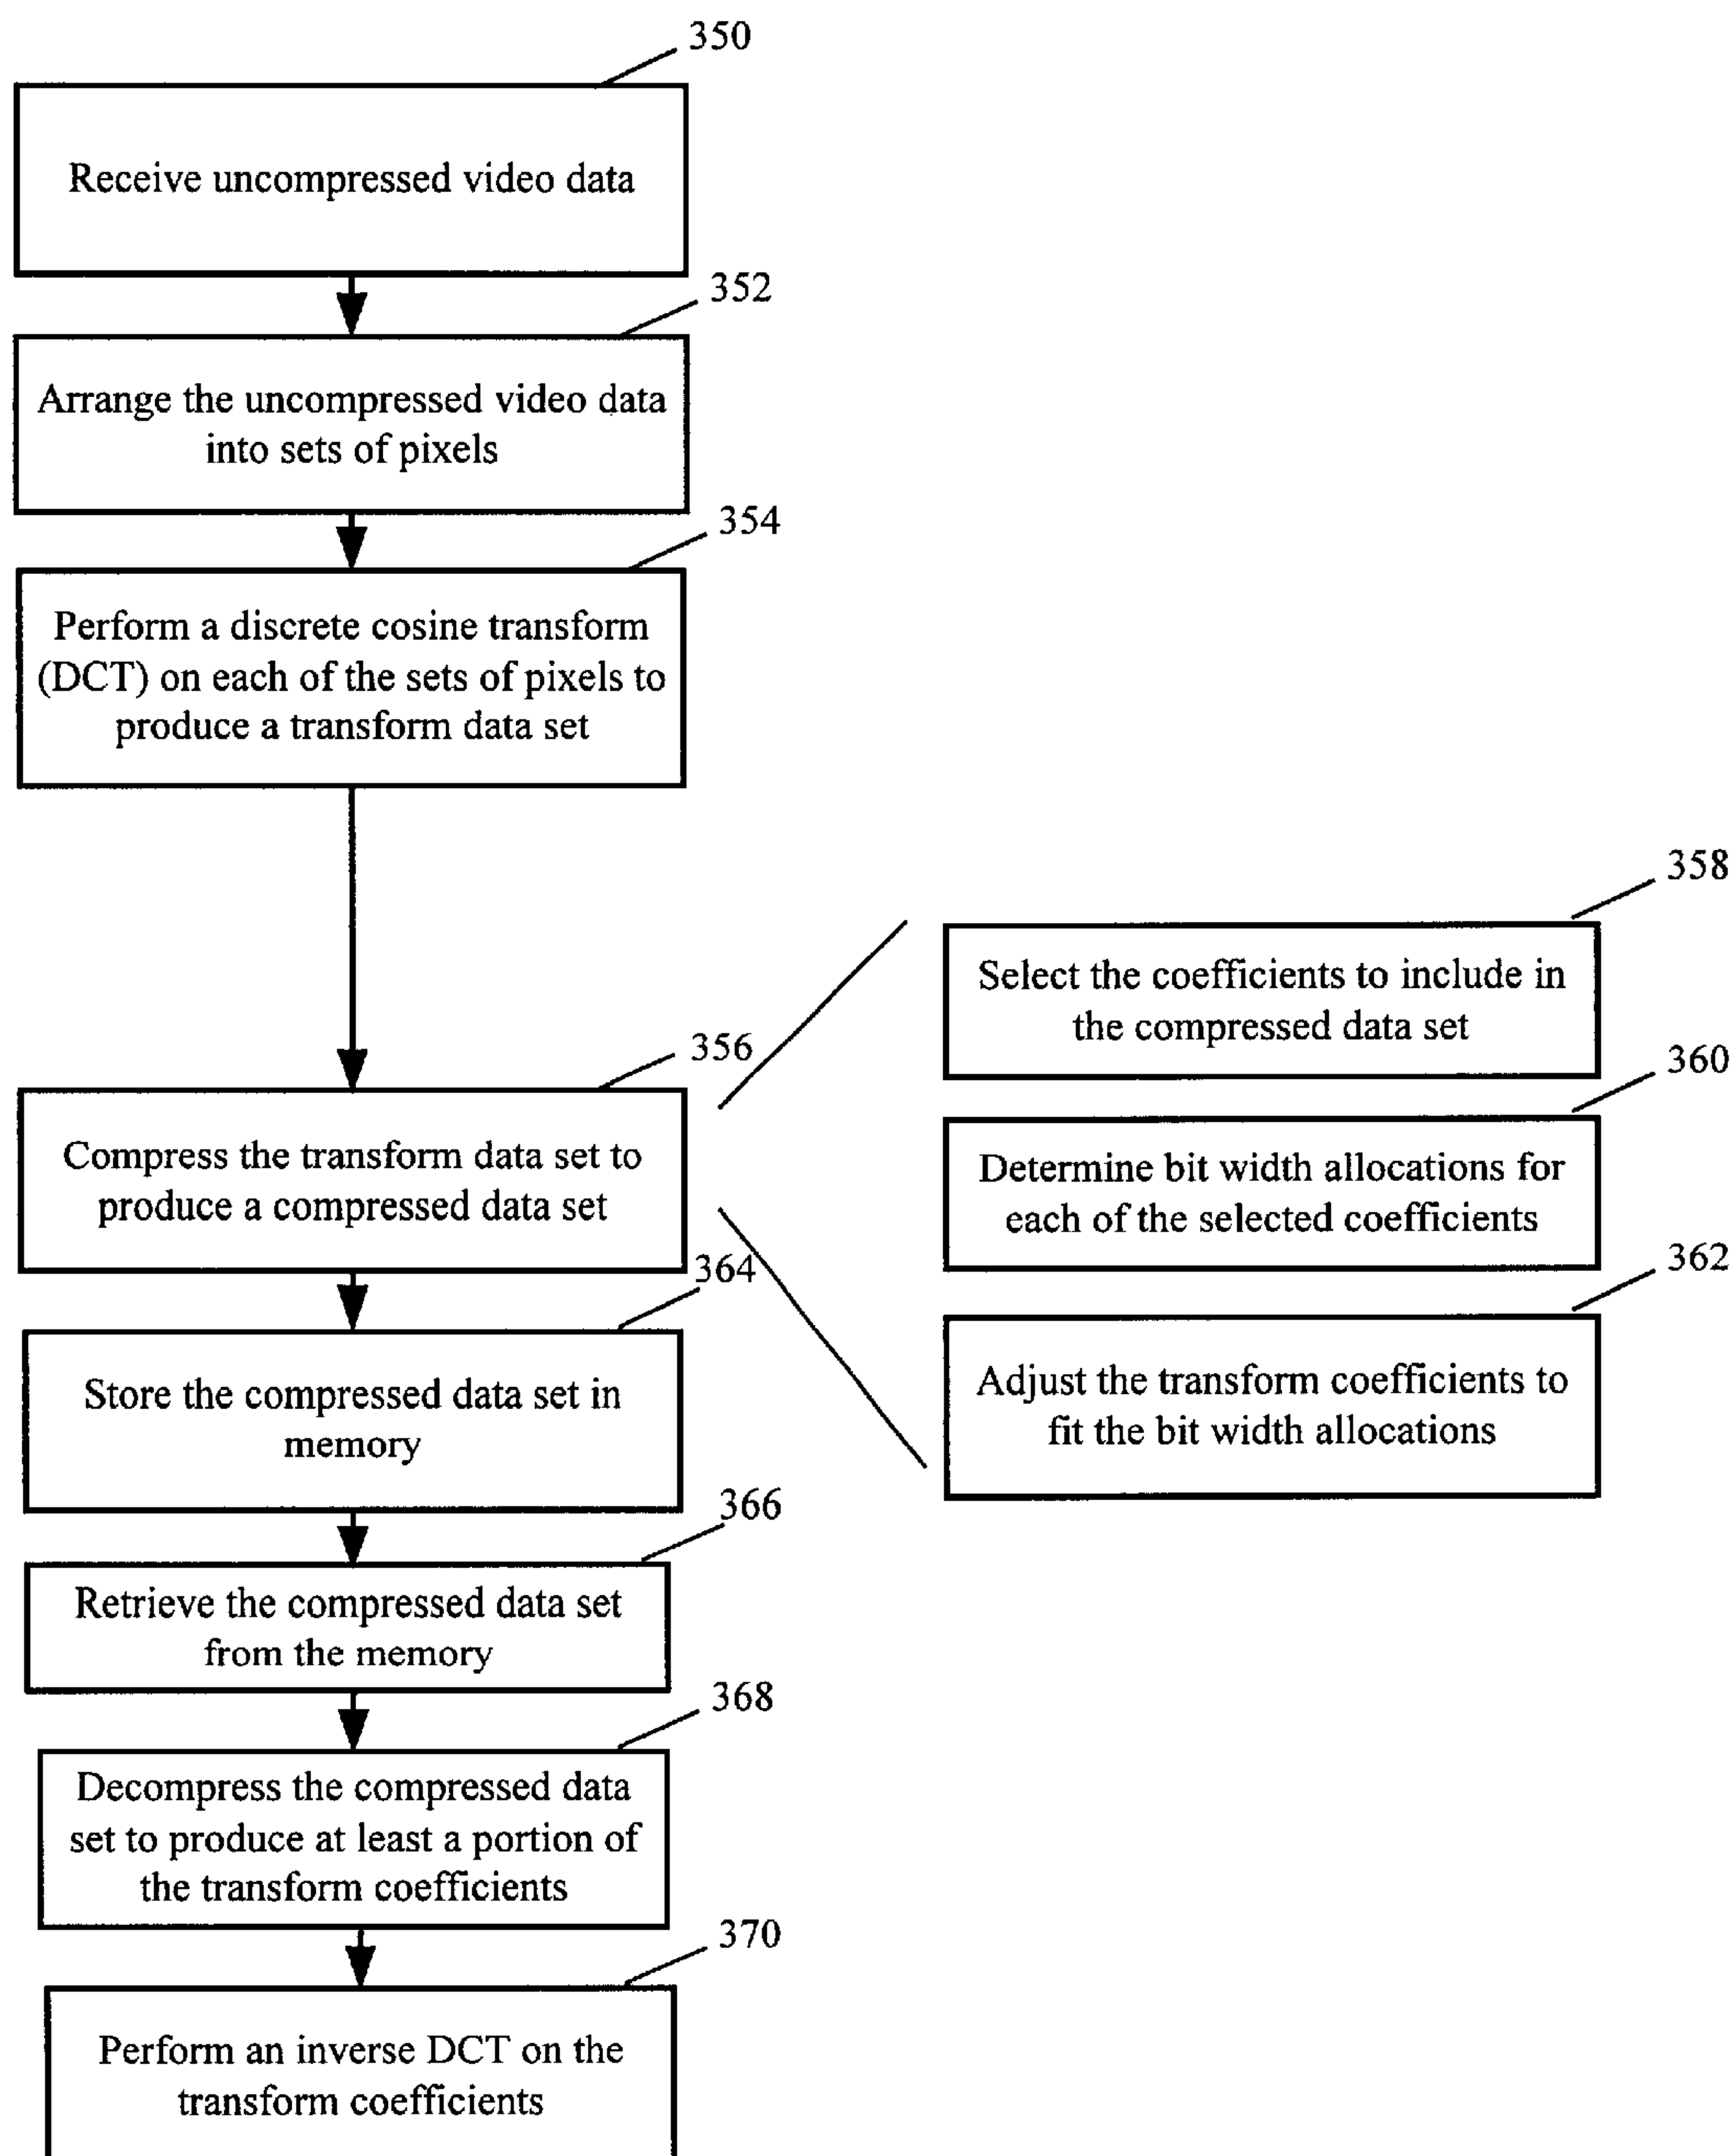 350
Receive uncompressed video data
352
Arrange the uncompressed video data
into sets of pixels
354
Perform a discrete cosine transform
(DCT) on each of the sets of pixels to
produce a transform data set
356
Compress the transform data set to
produce a compressed data set
358
Select the coefficients to include in
the compressed data set
360
Determine bit width allocations for
each of the selected coefficients
362
Adjust the transform coefficients to
fit the bit width allocations
364
Store the compressed data set in
memory
366
Retrieve the compressed data set
from the memory
368
Decompress the compressed data
set to produce at least a portion of
the transform coefficients
370
Perform an inverse DCT on the
transform coefficients